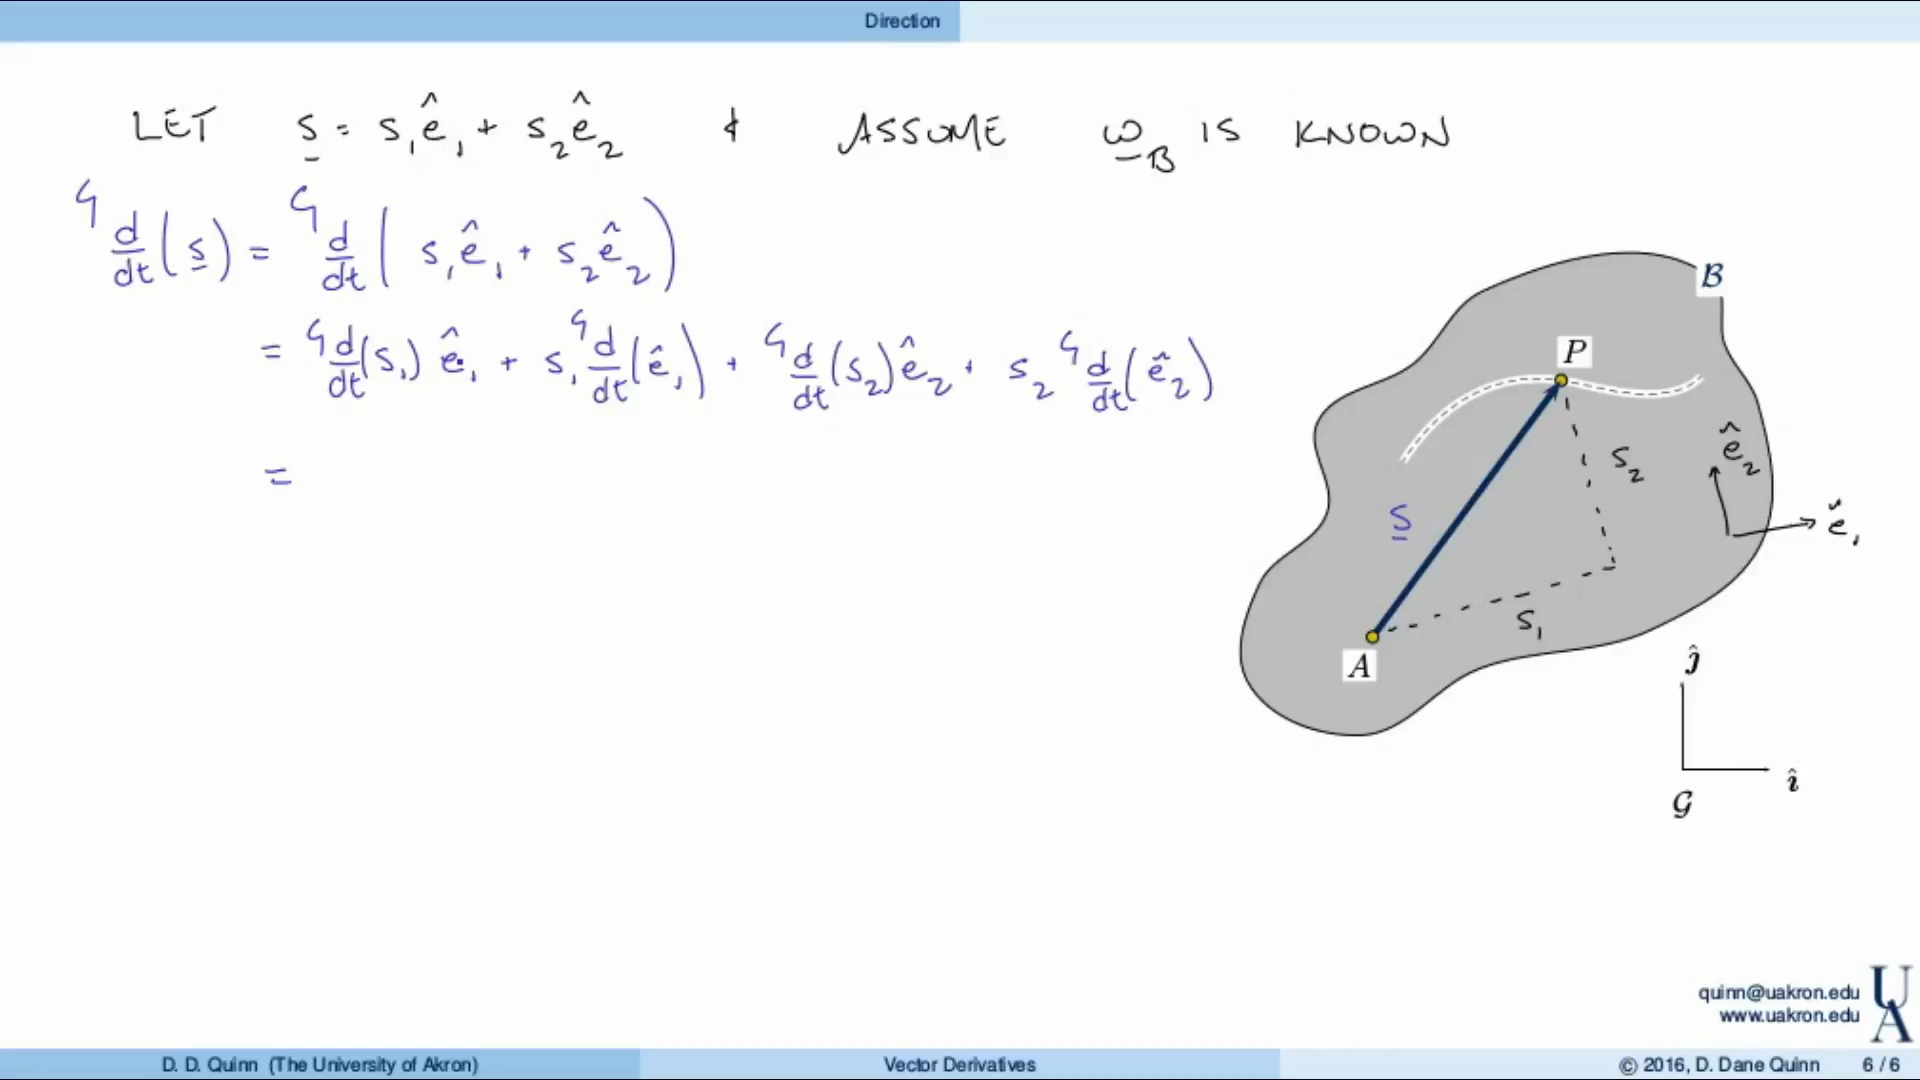 Direction
LET s = s₁ê₁ + s₂ê₂ & ASSUME ω_B IS KNOWN
ᴳd/dt(s) = ᴳd/dt(s₁ê₁ + s₂ê₂)
= ᴳd/dt(s₁)ê₁ + s₁ ᴳd/dt(ê₁) + ᴳd/dt(s₂)ê₂ + s₂ ᴳd/dt(ê₂)
=
B
P
s₂
ê₂
s
ê₁
s₁
A
ĵ
î
G
quinn@uakron.edu
www.uakron.edu
UA
D. D. Quinn (The University of Akron) Vector Derivatives © 2016, D. Dane Quinn 6 / 6